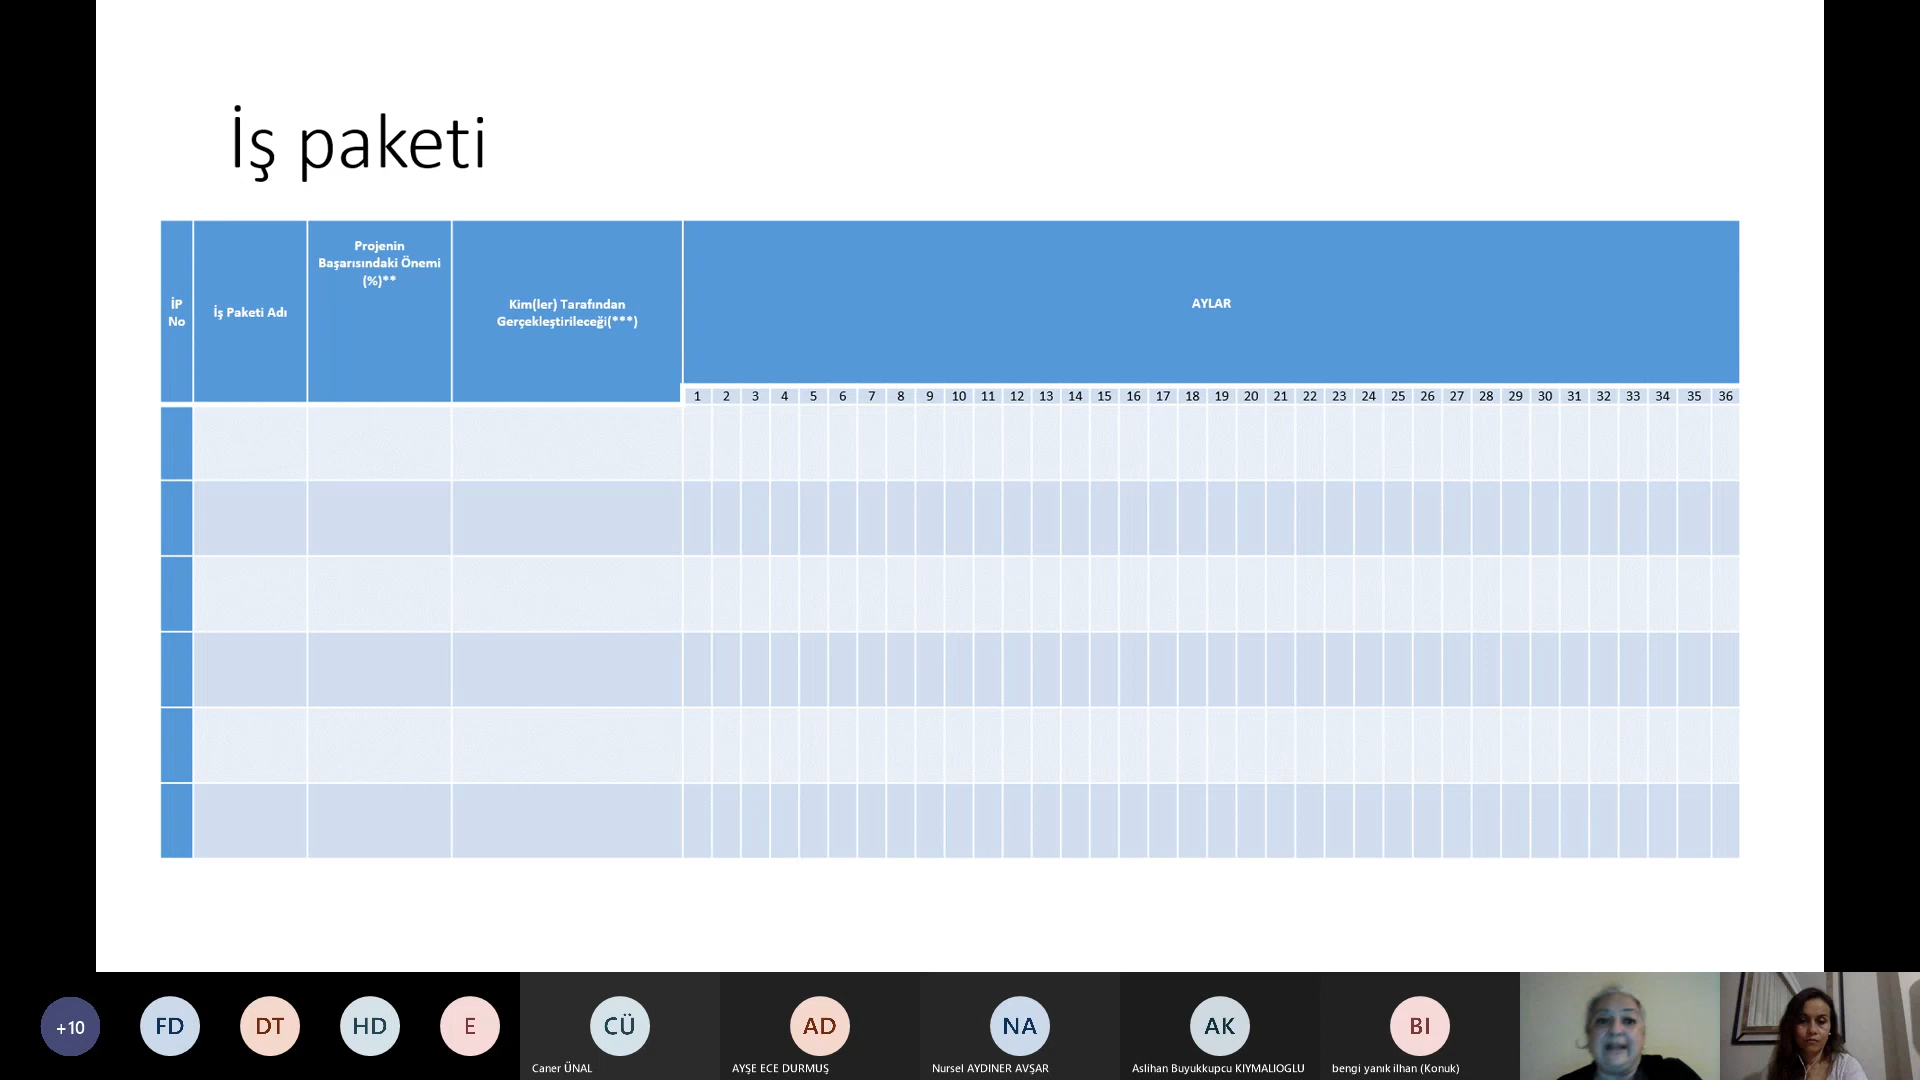 İş paketi
İP
No
İş Paketi Adı
Projenin
Başarısındaki Önemi
(%)**
Kim(ler) Tarafından
Gerçekleştirileceği(***)
AYLAR
1 2 3 4 5 6 7 8 9 10 11 12 13 14 15 16 17 18 19 20 21 22 23 24 25 26 27 28 29 30 31 32 33 34 35 36
+10 FD DT HD E CÜ AD NA AK BI
Caner ÜNAL AYŞE ECE DURMUŞ Nursel AYDINER AVŞAR Aslihan Buyukkupcu KIYMALIOGLU bengi yanık ilhan (Konuk)